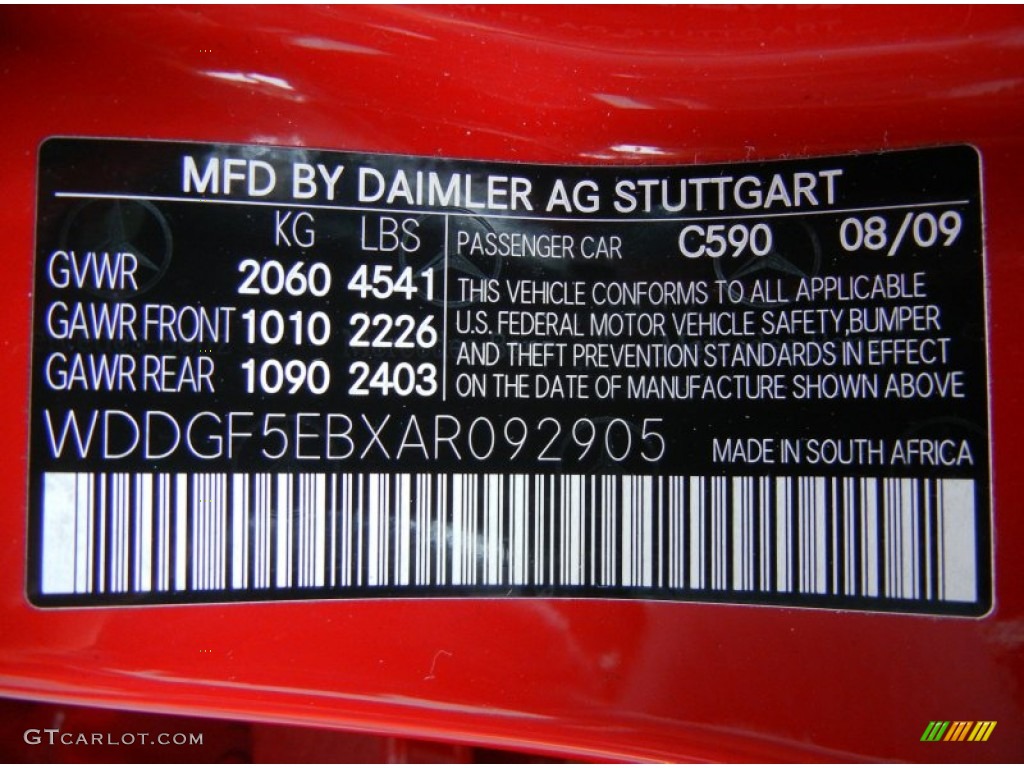 MFD BY DAIMLER AG STUTTGART
KG LBS
GVWR 2060 4541
GAWR FRONT 1010 2226
GAWR REAR 1090 2403
PASSENGER CAR C590 08/09
THIS VEHICLE CONFORMS TO ALL APPLICABLE
U.S. FEDERAL MOTOR VEHICLE SAFETY,BUMPER
AND THEFT PREVENTION STANDARDS IN EFFECT
ON THE DATE OF MANUFACTURE SHOWN ABOVE
WDDGF5EBXAR092905
MADE IN SOUTH AFRICA
GTCARLOT.COM